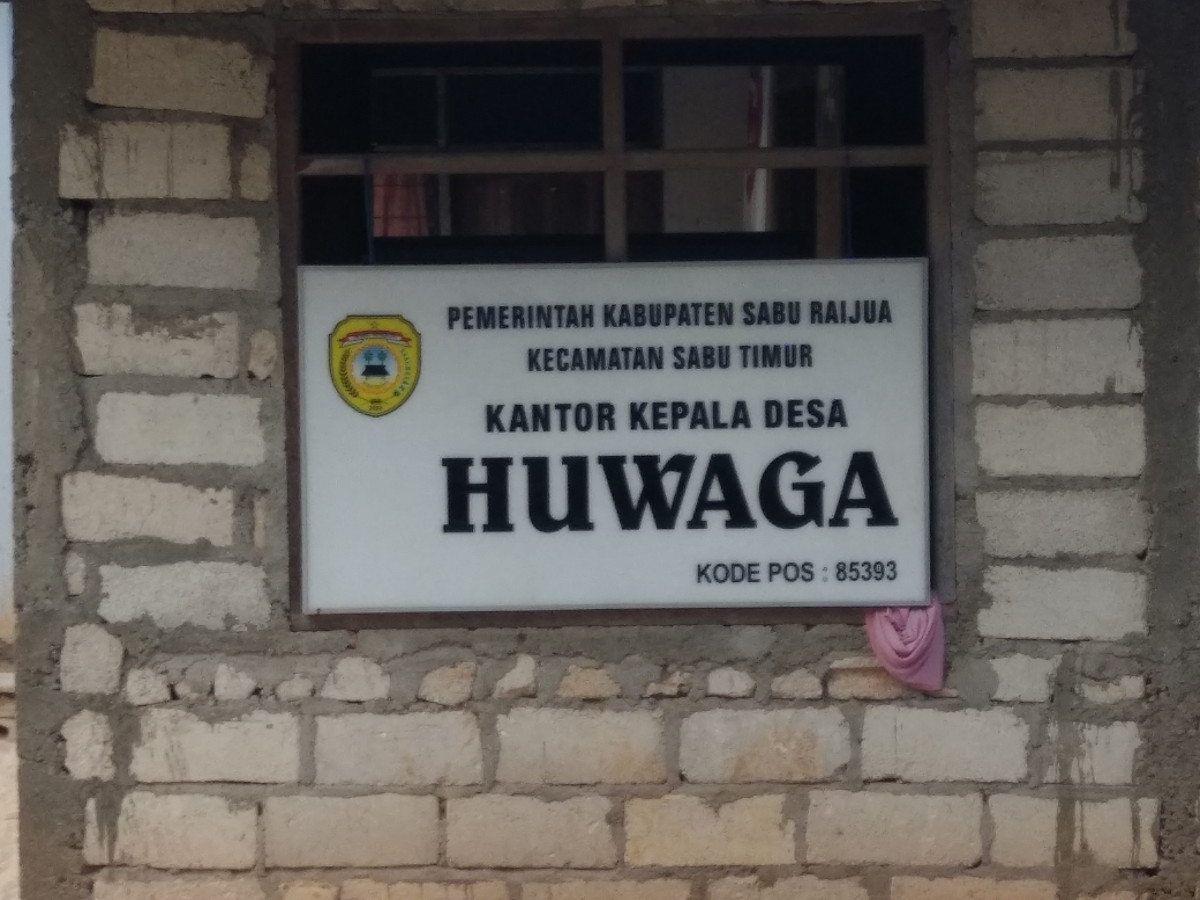 PEMERINTAH KABUPATEN SABU RAIJUA
KECAMATAN SABU TIMUR
KANTOR KEPALA DESA
HUWAGA
KODE POS : 85393